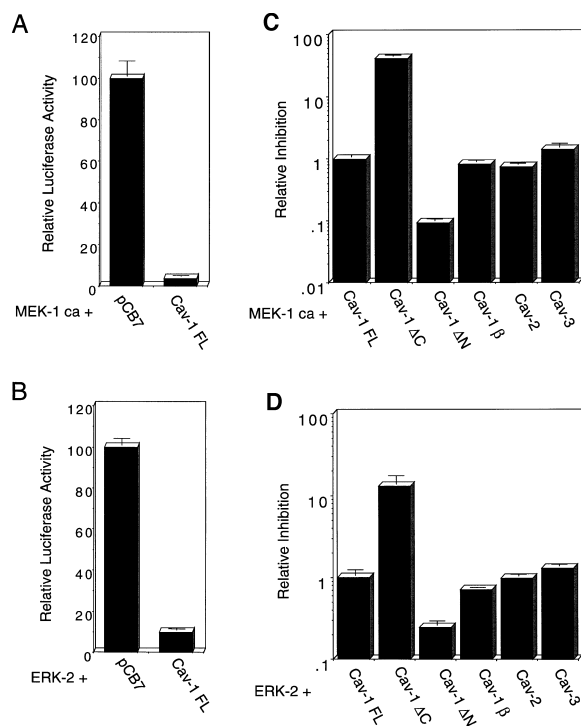 A
Relative Luciferase Activity
120
100
80
60
40
20
0
MEK-1 ca +
pCB7
Cav-1 FL
C
Relative Inhibition
100
10
1
.1
.01
MEK-1 ca +
Cav-1 FL
Cav-1 ΔC
Cav-1 ΔN
Cav-1 β
Cav-2
Cav-3
B
Relative Luciferase Activity
120
100
80
60
40
20
0
ERK-2 +
pCB7
Cav-1 FL
D
Relative Inhibition
100
10
1
.1
ERK-2 +
Cav-1 FL
Cav-1 ΔC
Cav-1 ΔN
Cav-1 β
Cav-2
Cav-3